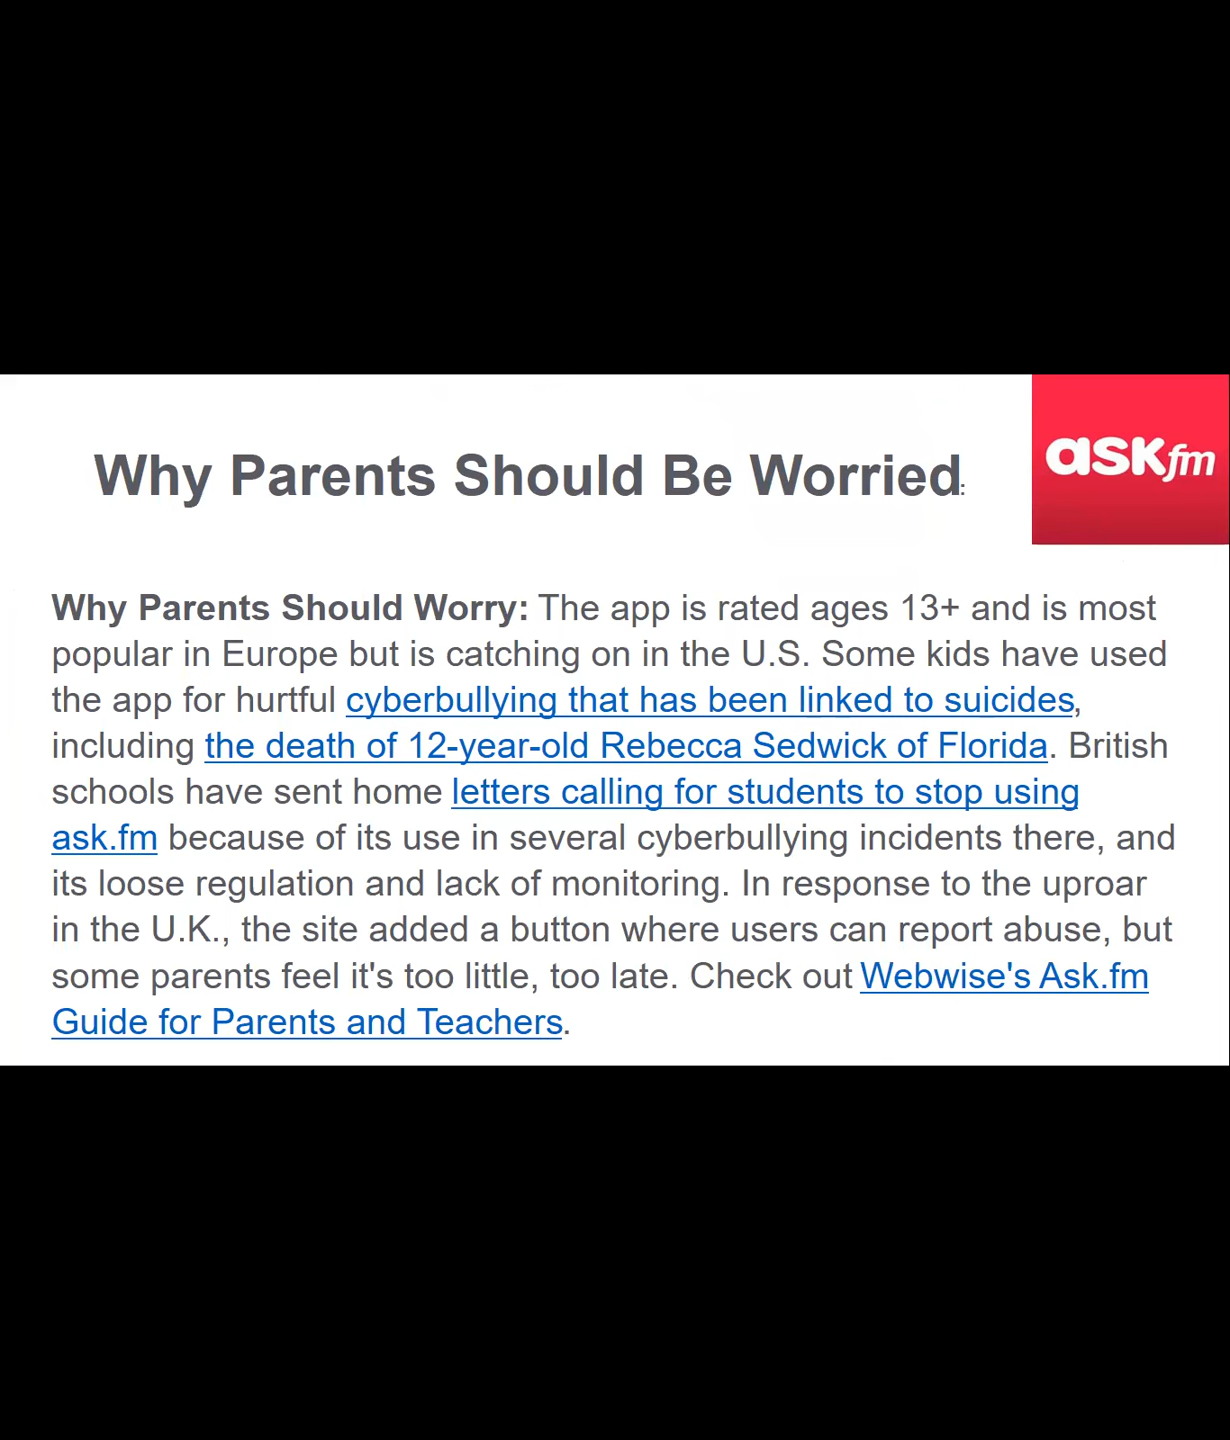 askfm
Why Parents Should Be Worried:
Why Parents Should Worry: The app is rated ages 13+ and is most
popular in Europe but is catching on in the U.S. Some kids have used
the app for hurtful cyberbullying that has been linked to suicides,
including the death of 12-year-old Rebecca Sedwick of Florida. British
schools have sent home letters calling for students to stop using
ask.fm because of its use in several cyberbullying incidents there, and
its loose regulation and lack of monitoring. In response to the uproar
in the U.K., the site added a button where users can report abuse, but
some parents feel it's too little, too late. Check out Webwise's Ask.fm
Guide for Parents and Teachers.